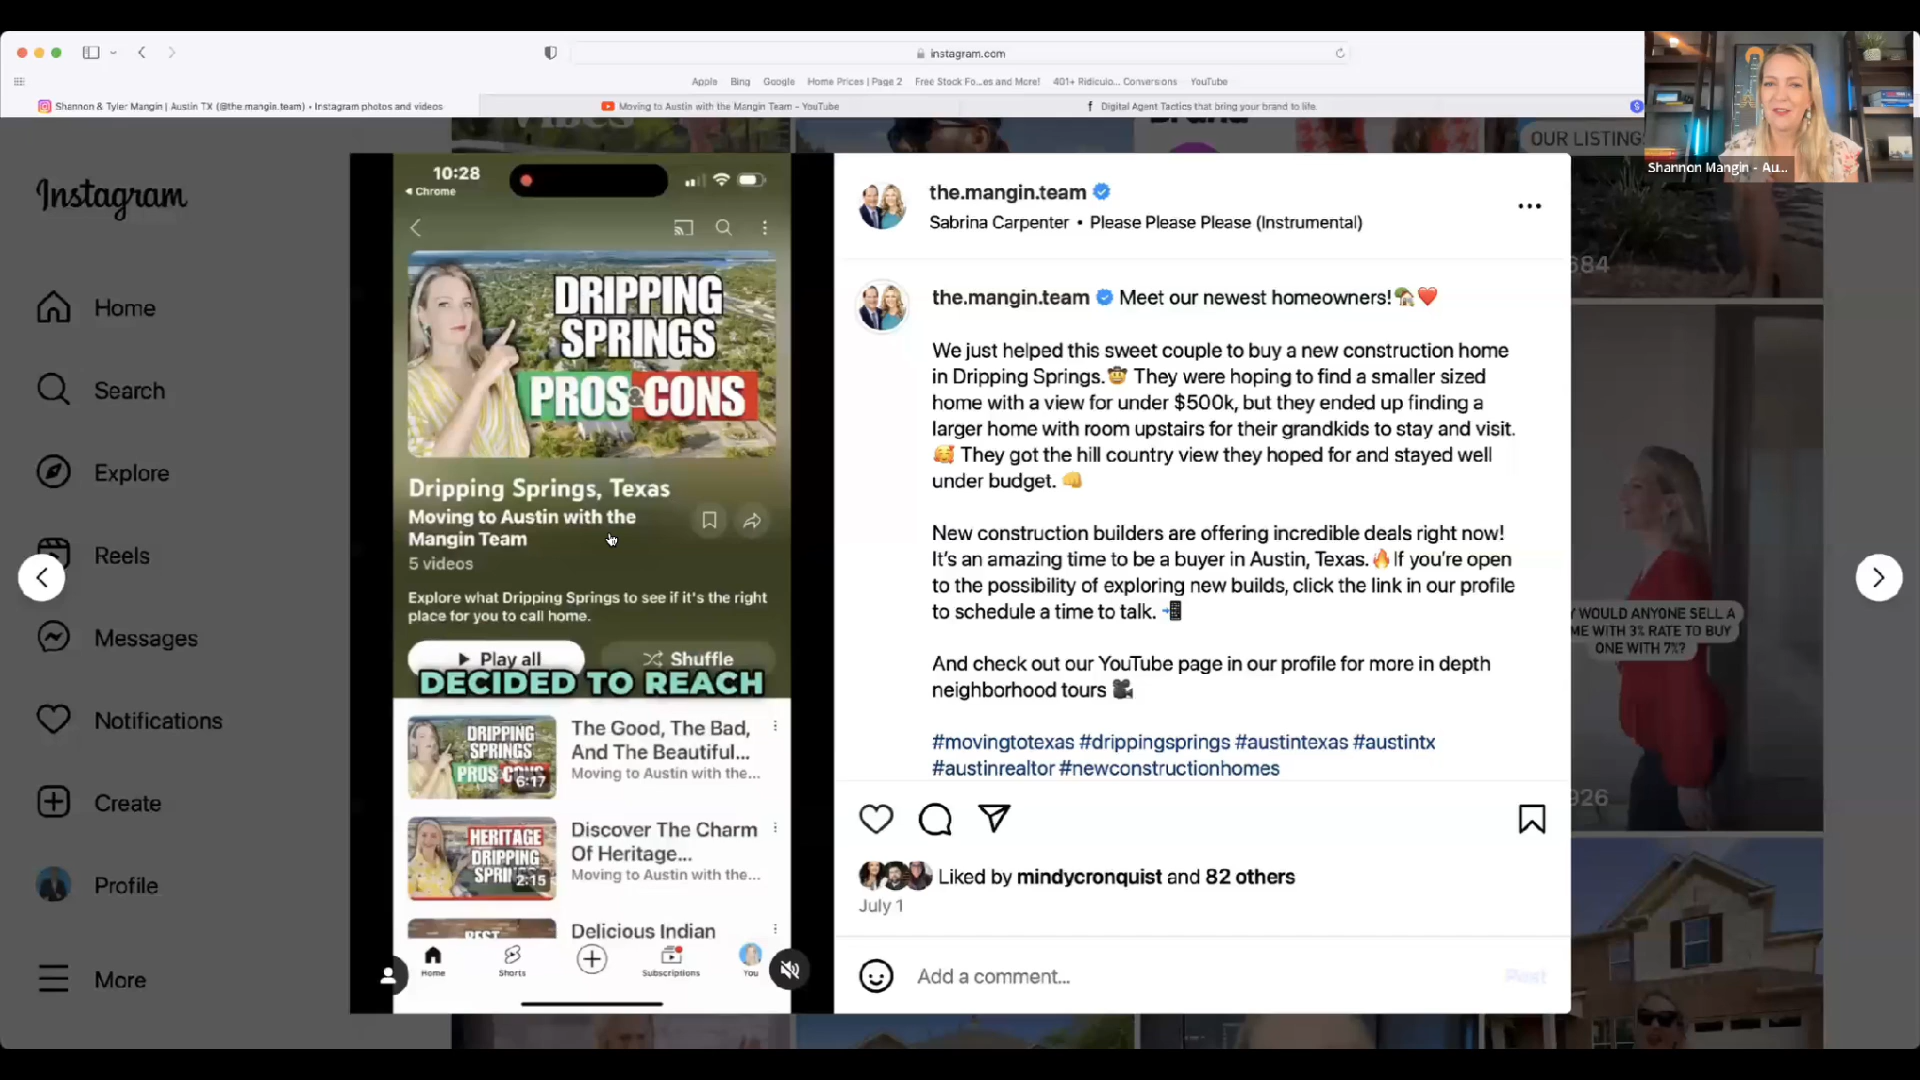 instagram.com
Apple Bing Google Home Prices | Page 2 Free Stock Fo...es and More! 401+ Ridiculo... Conversions YouTube
Shannon & Tyler Mangin | Austin TX (@the.mangin.team) • Instagram photos and videos
Moving to Austin with the Mangin Team - YouTube
Digital Agent Tactics that bring your brand to life.
Shannon Mangin - Au...
VIBES
OUR LISTING
Instagram
Home
Search
Explore
Reels
Messages
Notifications
Create
Profile
More
10:28
Chrome
DRIPPING
SPRINGS
PROS & CONS
Dripping Springs, Texas
Moving to Austin with the
Mangin Team
5 videos
Explore what Dripping Springs to see if it's the right
place for you to call home.
Play all
Shuffle
DECIDED TO REACH
DRIPPING
SPRINGS
PROS CONS
6:17
The Good, The Bad,
And The Beautiful...
Moving to Austin with the...
HERITAGE
DRIPPING
SPRIN
2:15
Discover The Charm
Of Heritage...
Moving to Austin with the...
BEST
Delicious Indian
Home Shorts Subscriptions You
the.mangin.team
Sabrina Carpenter • Please Please Please (Instrumental)
the.mangin.team Meet our newest homeowners!🏡❤️
We just helped this sweet couple to buy a new construction home
in Dripping Springs.🤠 They were hoping to find a smaller sized
home with a view for under $500k, but they ended up finding a
larger home with room upstairs for their grandkids to stay and visit.
🥰 They got the hill country view they hoped for and stayed well
under budget. 👊
New construction builders are offering incredible deals right now!
It's an amazing time to be a buyer in Austin, Texas.🔥If you're open
to the possibility of exploring new builds, click the link in our profile
to schedule a time to talk. 📲
And check out our YouTube page in our profile for more in depth
neighborhood tours 🎥
#movingtotexas #drippingsprings #austintexas #austintx
#austinrealtor #newconstructionhomes
Liked by mindycronquist and 82 others
July 1
Add a comment...
Post
684
Y WOULD ANYONE SELL A
ME WITH 3% RATE TO BUY
ONE WITH 7%?
926